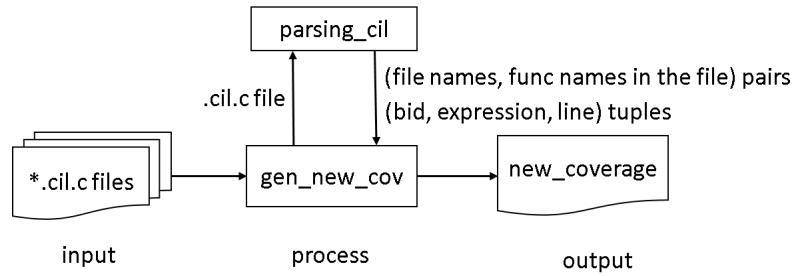 parsing_cil
(file names, func names in the file) pairs
.cil.c file
(bid, expression, line) tuples
*.cil.c files
gen_new_cov
new_coverage
input
process
output